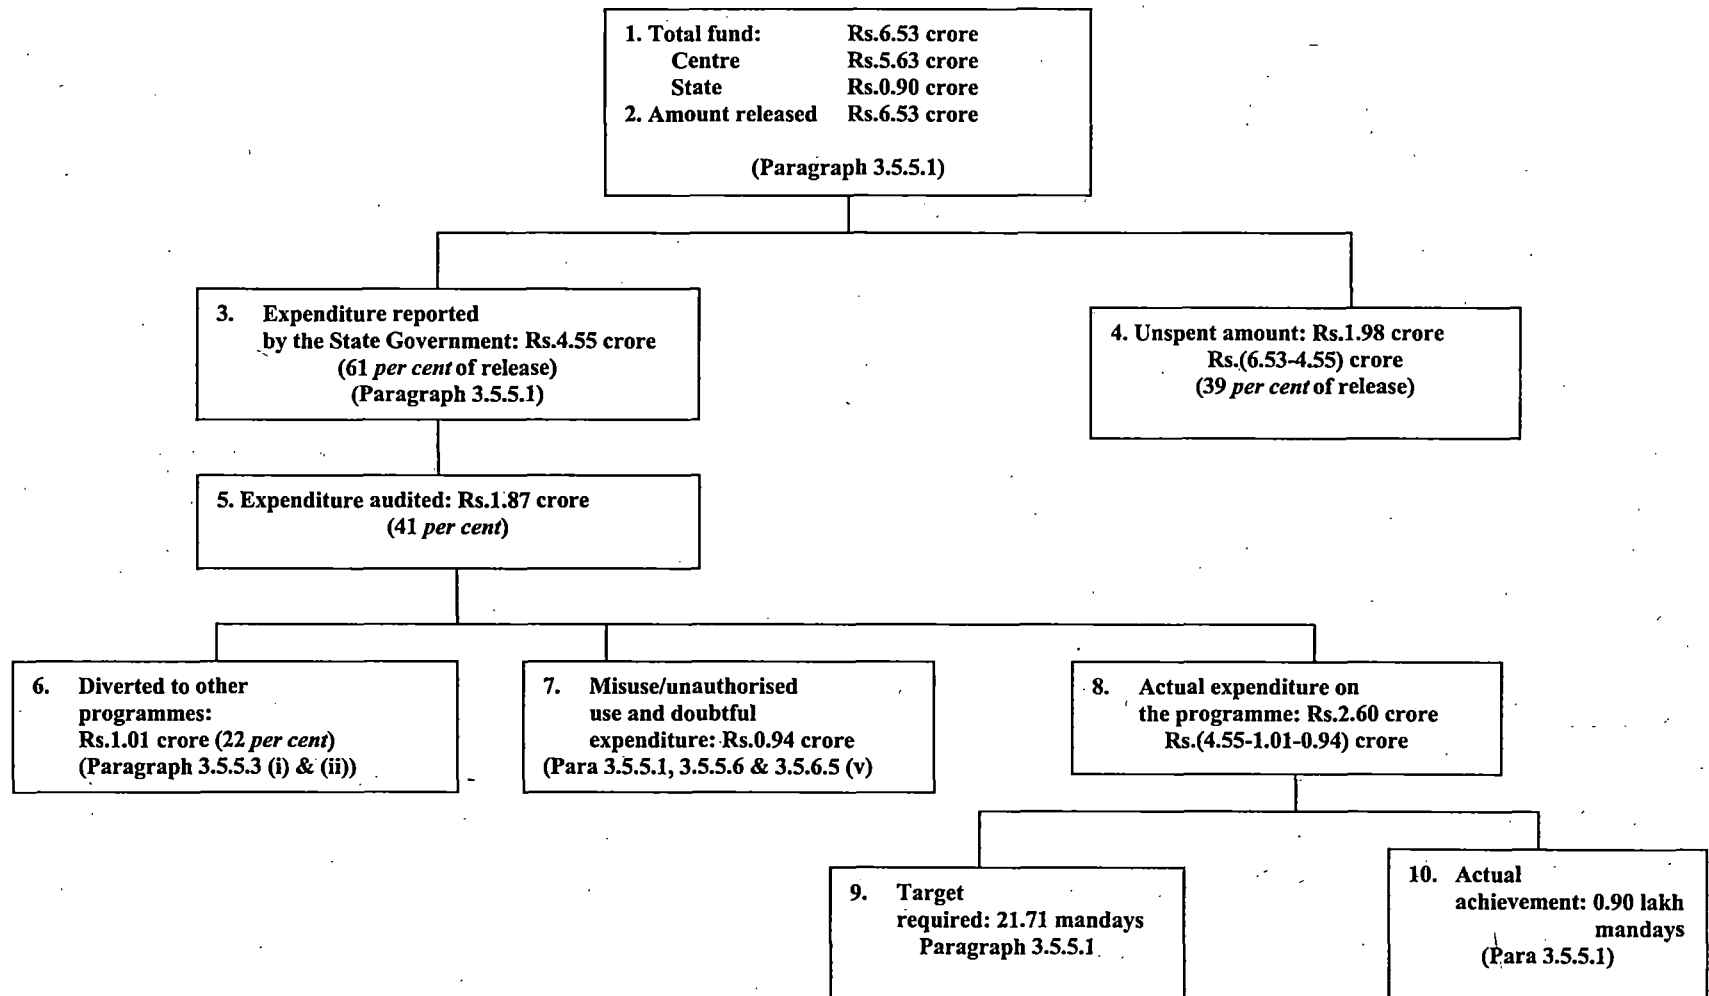 1. Total fund: Rs.6.53 crore
Centre Rs.5.63 crore
State Rs.0.90 crore
2. Amount released Rs.6.53 crore
(Paragraph 3.5.5.1)
3. Expenditure reported
by the State Government: Rs.4.55 crore
(61 per cent of release)
(Paragraph 3.5.5.1)
4. Unspent amount: Rs.1.98 crore
Rs.(6.53-4.55) crore
(39 per cent of release)
5. Expenditure audited: Rs.1.87 crore
(41 per cent)
6. Diverted to other
programmes:
Rs.1.01 crore (22 per cent)
(Paragraph 3.5.5.3 (i) & (ii))
7. Misuse/unauthorised
use and doubtful
expenditure: Rs.0.94 crore
(Para 3.5.5.1, 3.5.5.6 & 3.5.6.5 (v)
8. Actual expenditure on
the programme: Rs.2.60 crore
Rs.(4.55-1.01-0.94) crore
9. Target
required: 21.71 mandays
Paragraph 3.5.5.1
10. Actual
achievement: 0.90 lakh
mandays
(Para 3.5.5.1)